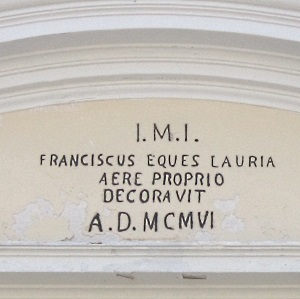 I.M.I.
FRANCISCUS EQUES LAURIA
AERE PROPRIO
DECORAVIT
A.D. MCMVI